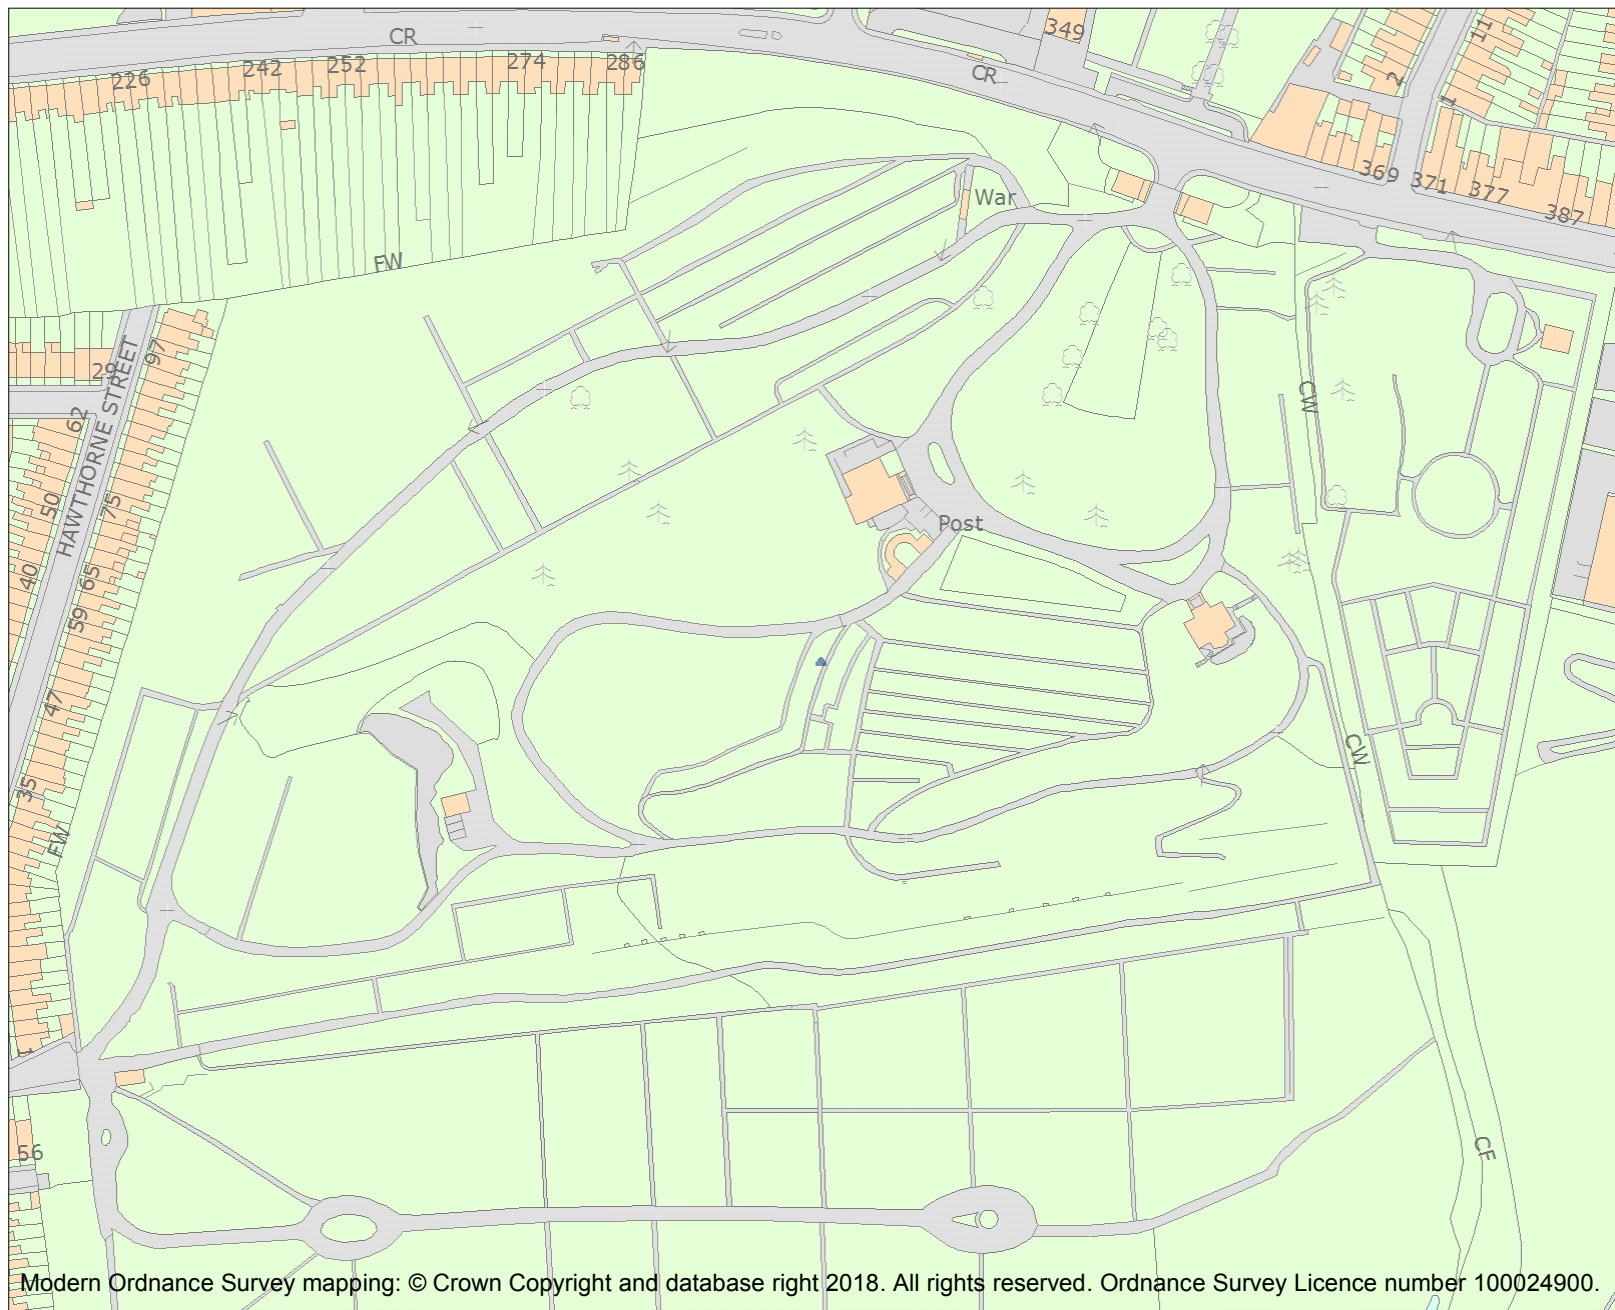 CR
349
11
226
242
252
274
286
CR
2
1
369
371
377
387
War
FW
97
29
HAWTHORNE STREET
62
CW
50
75
Post
40
65
59
47
CW
35
FW
1
56
CF
Modern Ordnance Survey mapping: © Crown Copyright and database right 2018. All rights reserved. Ordnance Survey Licence number 100024900.